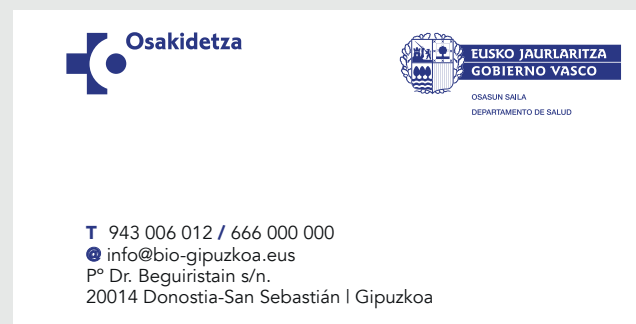 Osakidetza
EUSKO JAURLARITZA
GOBIERNO VASCO
OSASUN SAILA
DEPARTAMENTO DE SALUD
T 943 006 012 / 666 000 000
@ info@bio-gipuzkoa.eus
Pº Dr. Beguiristain s/n.
20014 Donostia-San Sebastián | Gipuzkoa